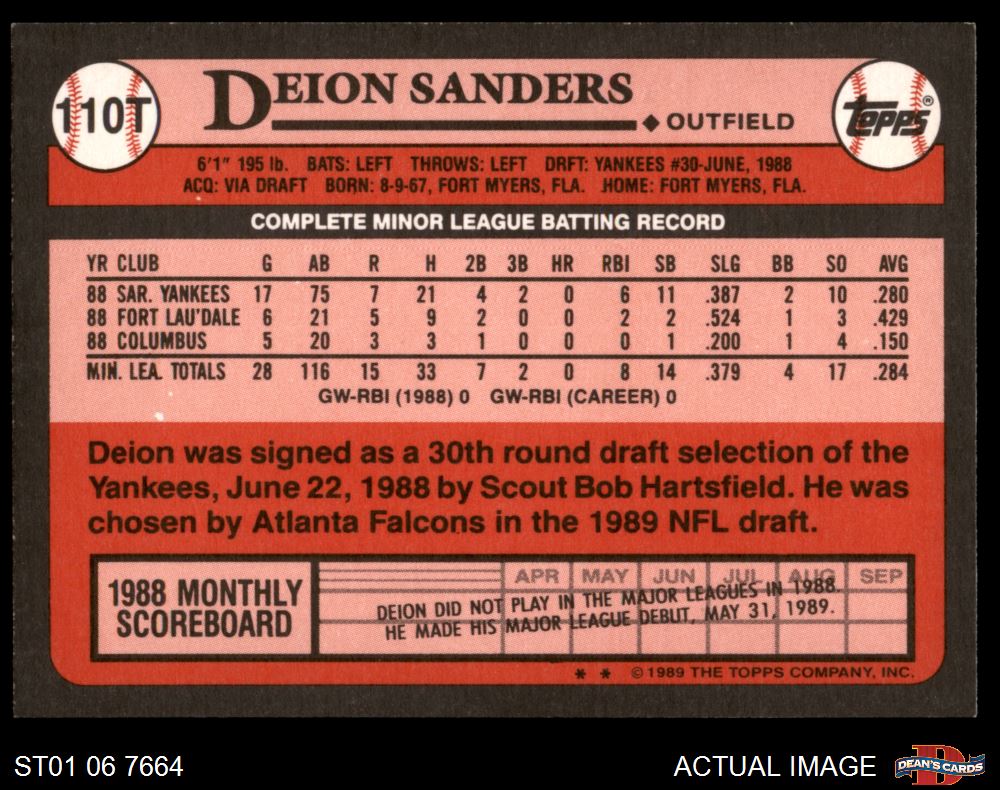 110T
DEION SANDERS
◆ OUTFIELD
TOPPS®
6'1" 195 lb. BATS: LEFT THROWS: LEFT DRFT: YANKEES #30-JUNE, 1988
ACQ: VIA DRAFT BORN: 8-9-67, FORT MYERS, FLA. HOME: FORT MYERS, FLA.
COMPLETE MINOR LEAGUE BATTING RECORD
YR CLUB G AB R H 2B 3B HR RBI SB SLG BB SO AVG
88 SAR. YANKEES 17 75 7 21 4 2 0 6 11 .387 2 10 .280
88 FORT LAU'DALE 6 21 5 9 2 0 0 2 2 .524 1 3 .429
88 COLUMBUS 5 20 3 3 1 0 0 0 1 .200 1 4 .150
MIN. LEA. TOTALS 28 116 15 33 7 2 0 8 14 .379 4 17 .284
GW-RBI (1988) 0 GW-RBI (CAREER) 0
Deion was signed as a 30th round draft selection of the
Yankees, June 22, 1988 by Scout Bob Hartsfield. He was
chosen by Atlanta Falcons in the 1989 NFL draft.
1988 MONTHLY
SCOREBOARD
APR MAY JUN JUL AUG SEP
DEION DID NOT PLAY IN THE MAJOR LEAGUES IN 1988.
HE MADE HIS MAJOR LEAGUE DEBUT, MAY 31, 1989.
* * © 1989 THE TOPPS COMPANY, INC.
ST01 06 7664
ACTUAL IMAGE
D
DEAN'S CARDS